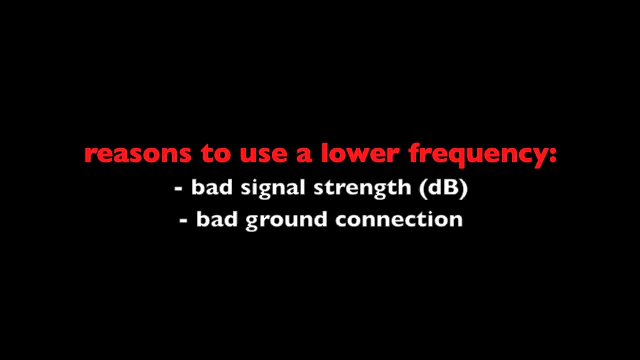 reasons to use a lower frequency:
- bad signal strength (dB)
- bad ground connection